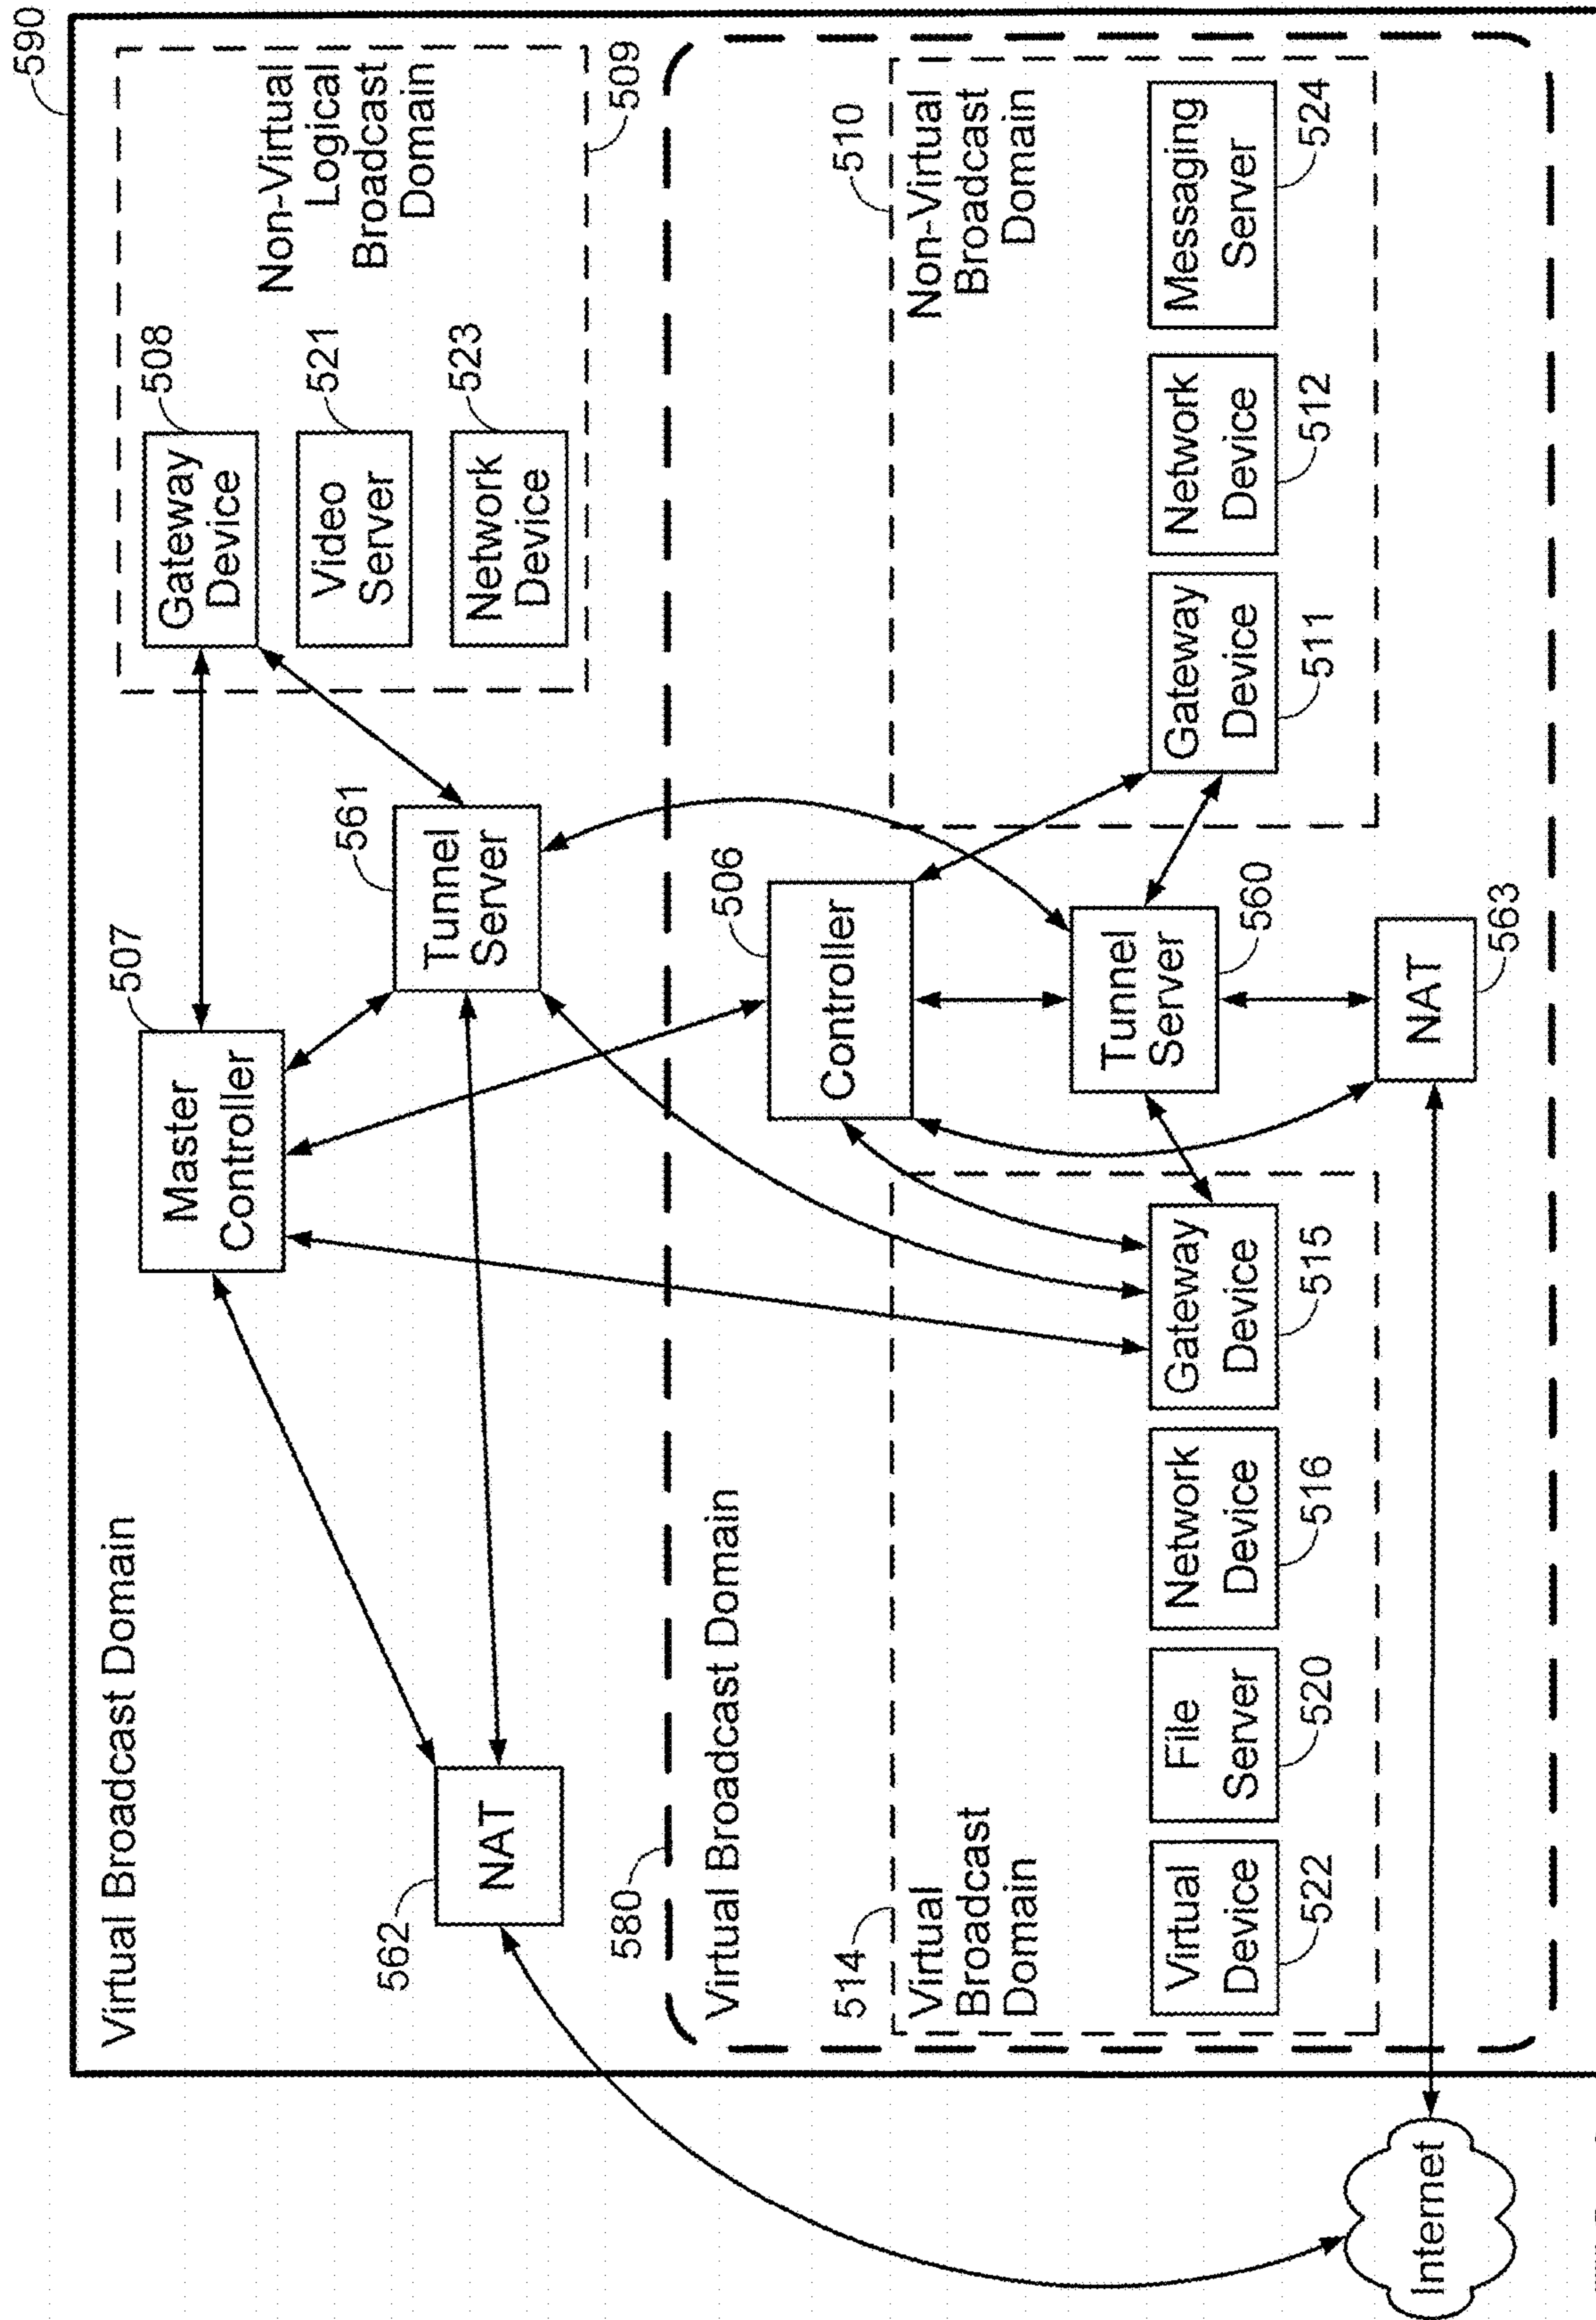 590
Virtual Broadcast Domain
Non-Virtual
Logical
Broadcast
Domain
509
Gateway
Device
508
Video
Server
521
Network
Device
523
Master
Controller
507
Tunnel
Server
561
NAT
562
580
Virtual Broadcast Domain
Controller
506
Tunnel
Server
560
NAT
563
510
Non-Virtual
Broadcast
Domain
Gateway
Device
511
Network
Device
512
Messaging
Server
524
514
Virtual
Broadcast
Domain
Virtual
Device
522
File
Server
520
Network
Device
516
Gateway
Device
515
Internet